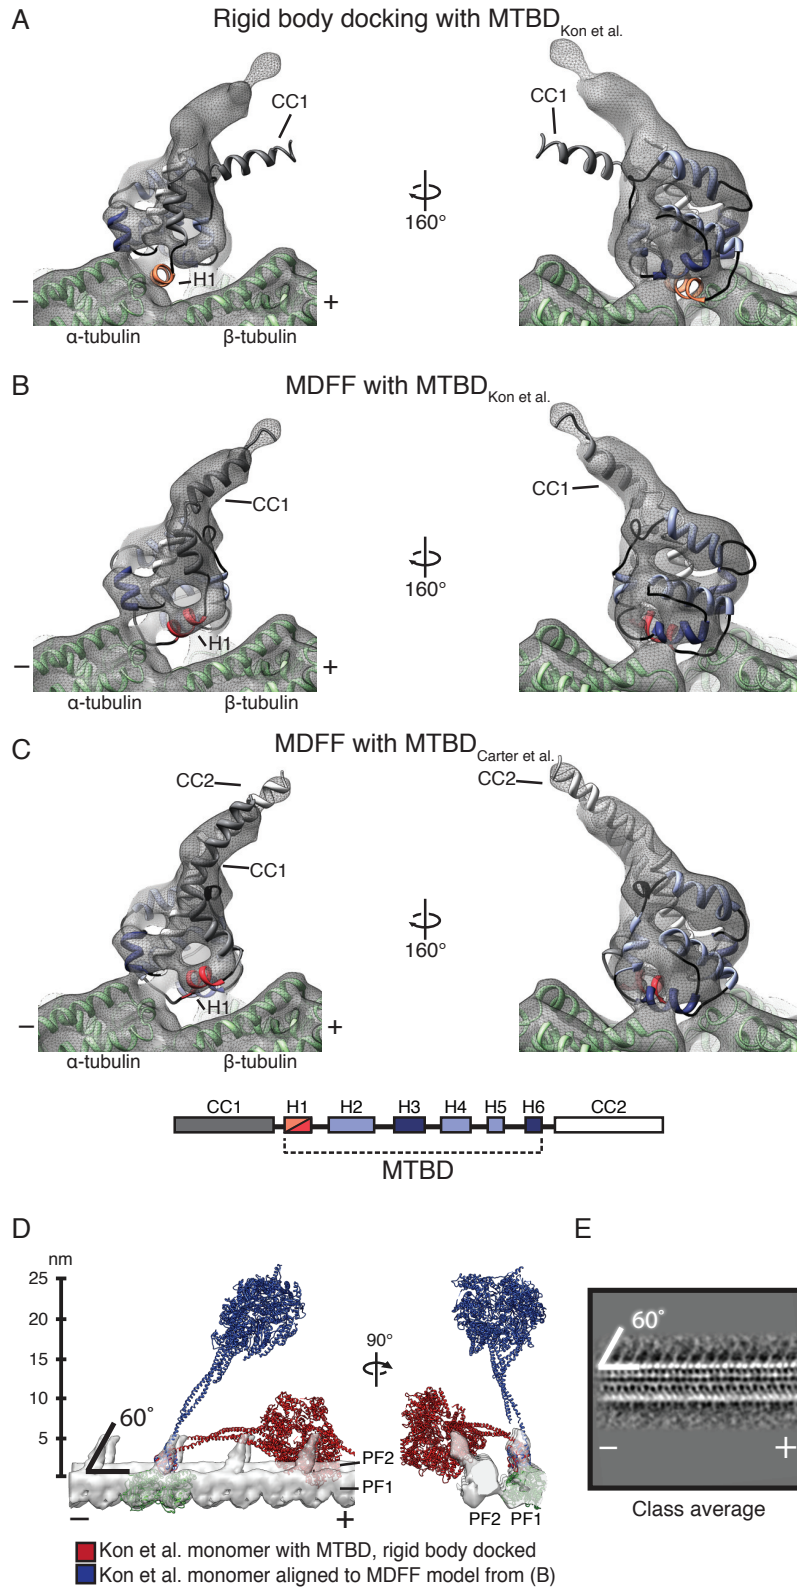 A
Rigid body docking with MTBD Kon et al.
CC1
CC1
160°
H1
− +
α-tubulin β-tubulin
B
MDFF with MTBD Kon et al.
CC1
CC1
160°
H1
− +
α-tubulin β-tubulin
C
MDFF with MTBD Carter et al.
CC2
CC2
CC1
160°
H1
− +
α-tubulin β-tubulin
CC1 H1 H2 H3 H4 H5 H6 CC2
MTBD
D
nm
25
20
15
10
5
60°
90°
PF2
PF1
− +
PF2 PF1
E
60°
− +
Class average
Kon et al. monomer with MTBD, rigid body docked
Kon et al. monomer aligned to MDFF model from (B)